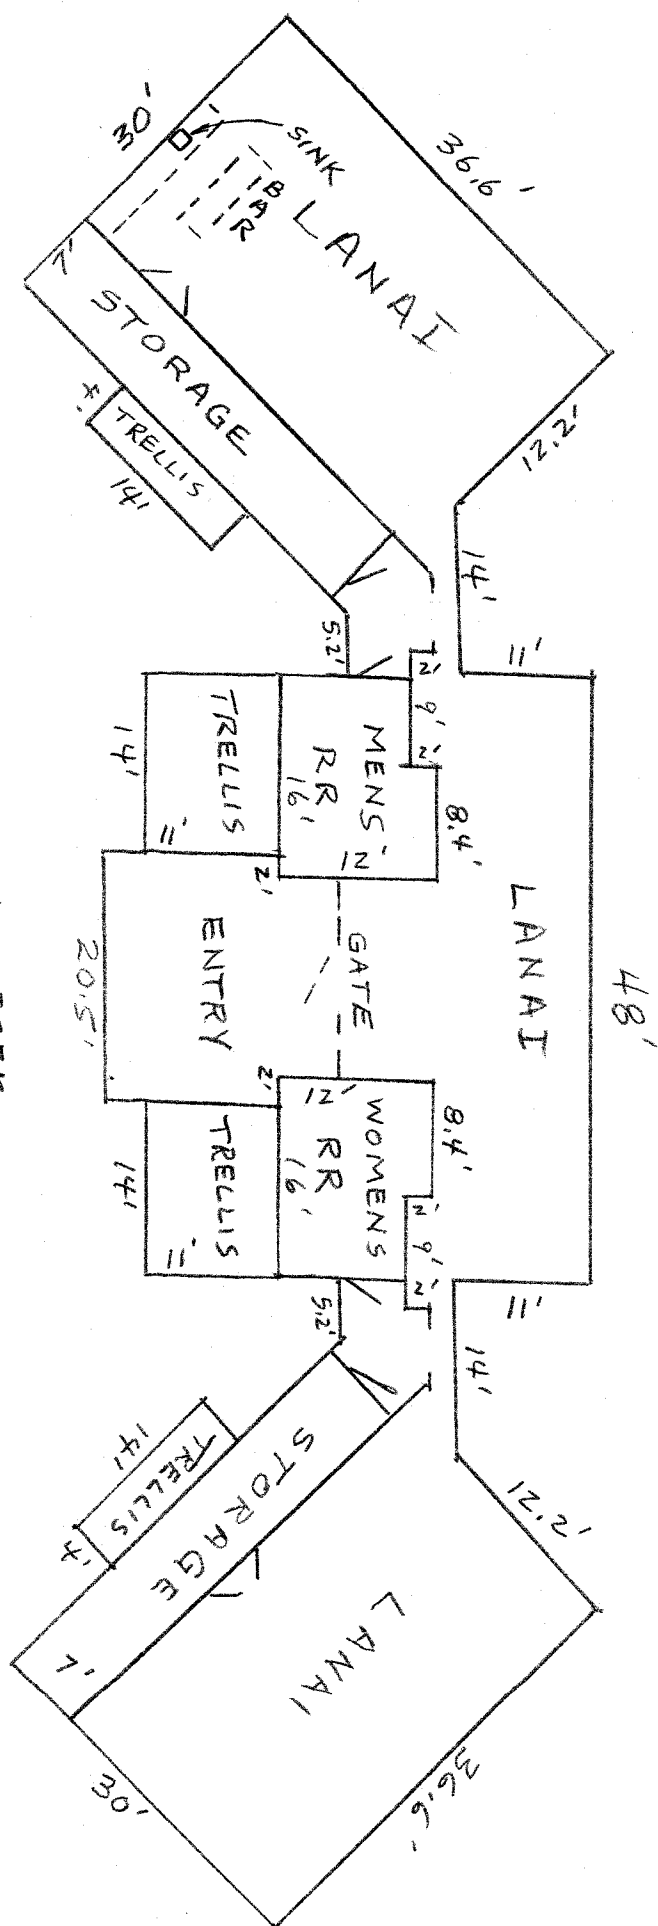 30'
36.6'
SINK
BAR
LANAI
7'
STORAGE
TRELLIS
14'
12.2'
14'
5.2'
11'
2'
9'
2'
MENS'
RR
16'
12'
8.4'
TRELLIS
14'
11'
2'
ENTRY
20.5'
GATE
LANAI
48'
2'
12'
WOMENS
RR
16'
8.4'
2'
9'
2'
TRELLIS
14'
11'
5.2'
11'
14'
12.2'
STORAGE
TRELLIS
14'
7'
LANAI
36.6'
30'